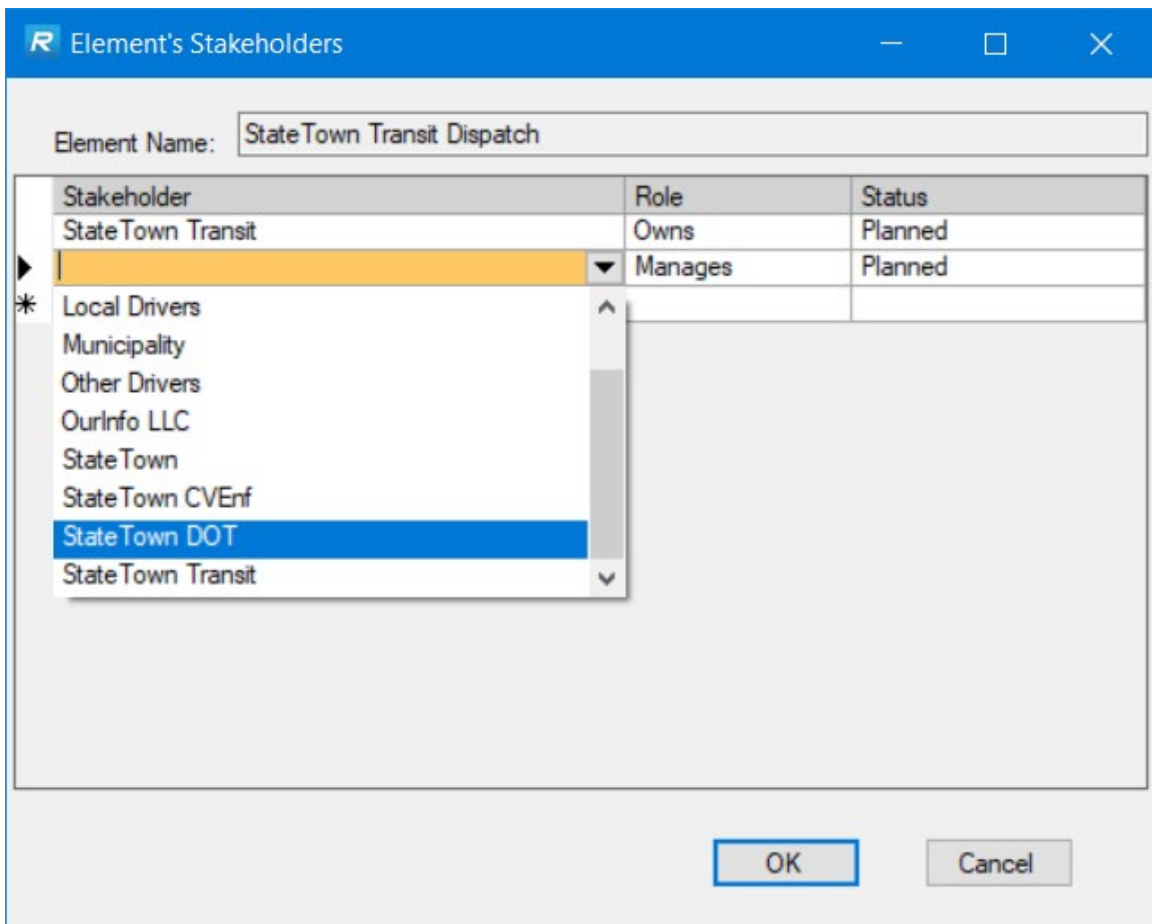 R Element's Stakeholders
Element Name: StateTown Transit Dispatch
Stakeholder Role Status
StateTown Transit Owns Planned
Manages Planned
Local Drivers
Municipality
Other Drivers
OurInfo LLC
StateTown
StateTown CVEnf
StateTown DOT
StateTown Transit
OK Cancel